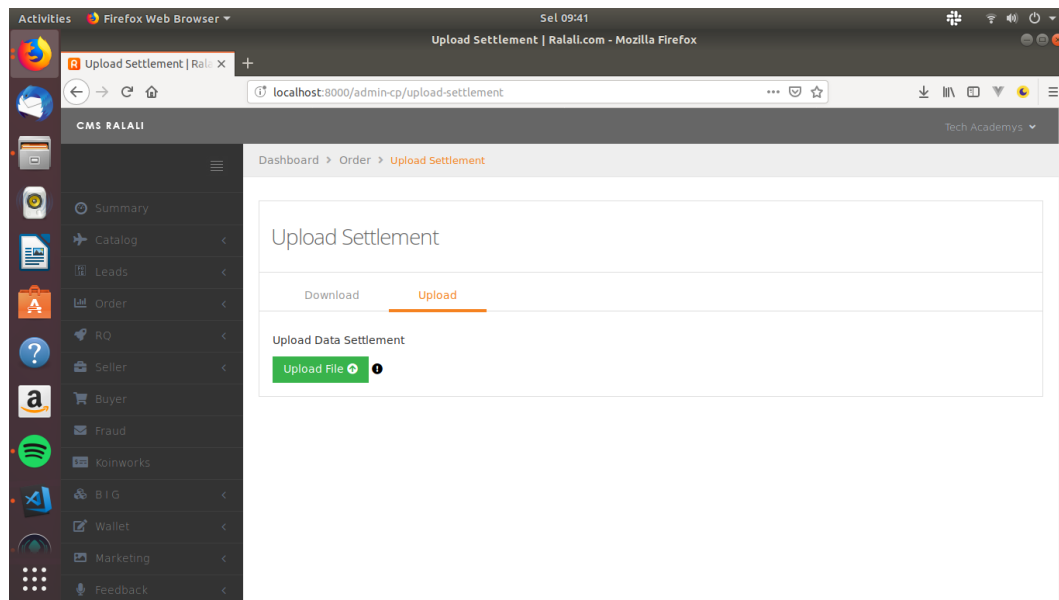 Activities Firefox Web Browser Sel 09:41
Upload Settlement | Ralali.com - Mozilla Firefox
Upload Settlement | Rala
localhost:8000/admin-cp/upload-settlement
CMS RALALI Tech Academys
Dashboard > Order > Upload Settlement
Summary
Catalog
Leads
Order
RQ
Seller
Buyer
Fraud
Koinworks
B I G
Wallet
Marketing
Feedback
Upload Settlement
Download Upload
Upload Data Settlement
Upload File